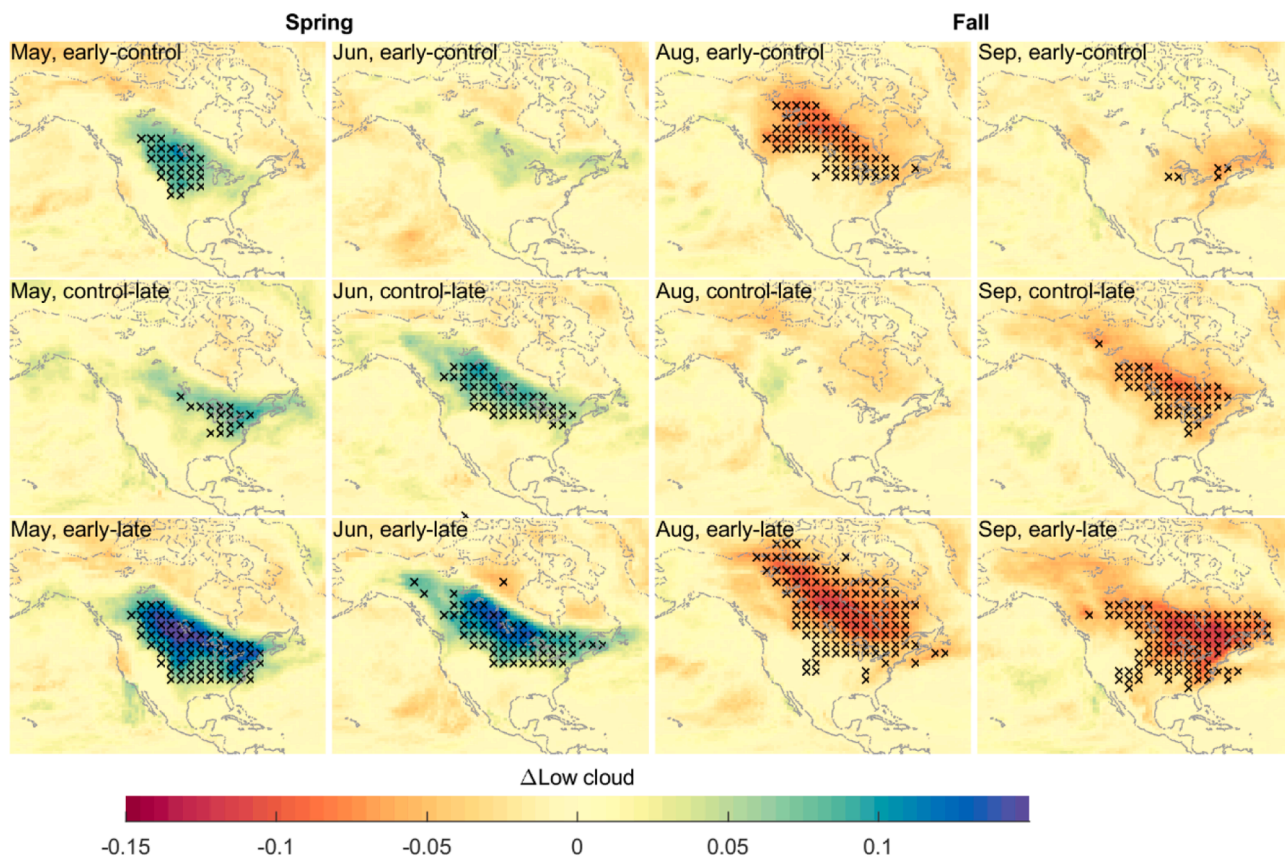 Spring Fall
May, early-control Jun, early-control Aug, early-control Sep, early-control
May, control-late Jun, control-late Aug, control-late Sep, control-late
May, early-late Jun, early-late Aug, early-late Sep, early-late
ΔLow cloud
-0.15 -0.1 -0.05 0 0.05 0.1